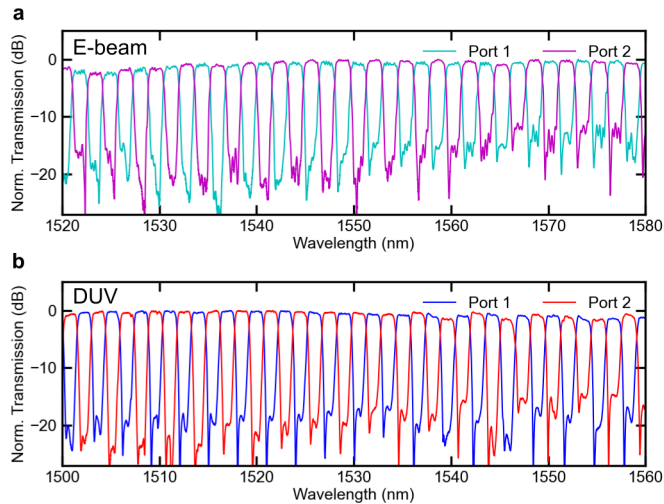 a
E-beam
Port 1
Port 2
0
−10
−20
Norm. Transmission (dB)
1520
1530
1540
1550
1560
1570
1580
Wavelength (nm)
b
DUV
Port 1
Port 2
0
−10
−20
Norm. Transmission (dB)
1500
1510
1520
1530
1540
1550
1560
Wavelength (nm)